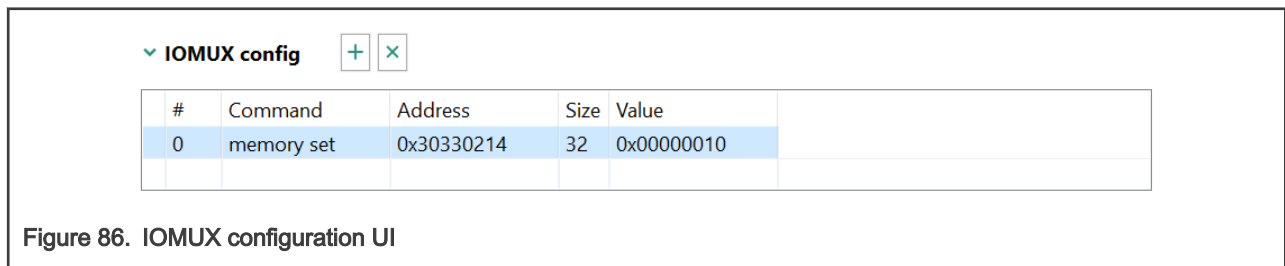 IOMUX config
# Command Address Size Value
0 memory set 0x30330214 32 0x00000010
Figure 86. IOMUX configuration UI